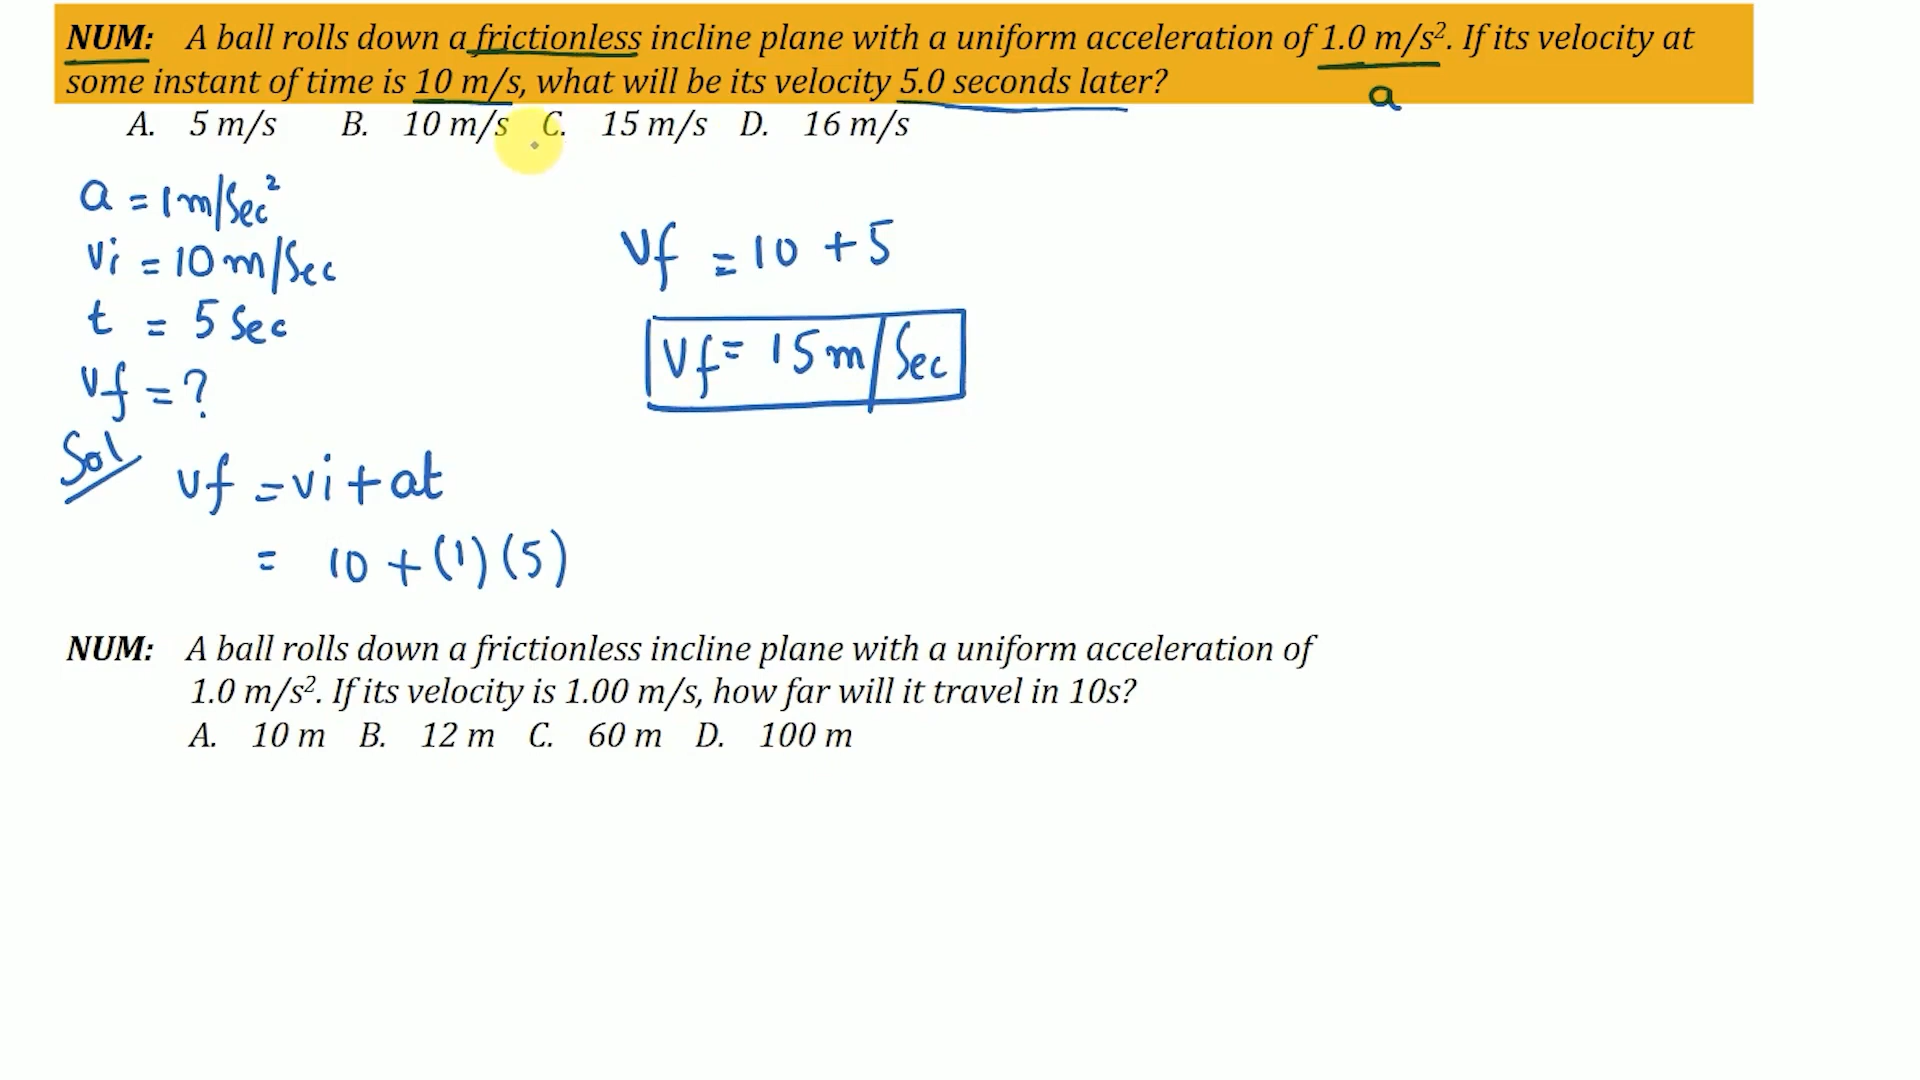 NUM: A ball rolls down a frictionless incline plane with a uniform acceleration of 1.0 m/s². If its velocity at
some instant of time is 10 m/s, what will be its velocity 5.0 seconds later?
a
A. 5 m/s B. 10 m/s C. 15 m/s D. 16 m/s
a = 1m/Sec²
vi = 10m/Sec
t = 5 Sec
vf = ?
Sol
vf = vi + at
= 10 + (1)(5)
vf = 10 + 5
vf = 15m/Sec
NUM: A ball rolls down a frictionless incline plane with a uniform acceleration of
1.0 m/s². If its velocity is 1.00 m/s, how far will it travel in 10s?
A. 10 m B. 12 m C. 60 m D. 100 m